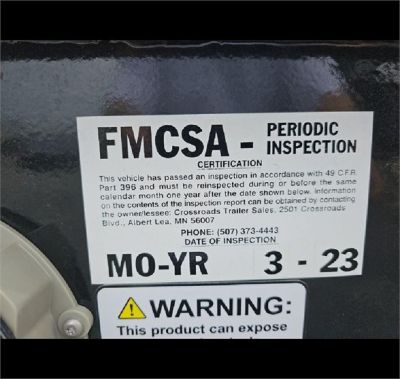 FMCSA - PERIODIC INSPECTION
CERTIFICATION
This vehicle has passed an inspection in accordance with 49 C.F.R.
Part 396 and must be reinspected during or before the same
calendar month one year after the date shown below. Information
on the contents of the inspection report can be obtained by contacting
the owner/lessee: Crossroads Trailer Sales, 2501 Crossroads
Blvd., Albert Lea, MN 56007
PHONE: (507) 373-4443
DATE OF INSPECTION
MO-YR 3 - 23
WARNING:
This product can expose